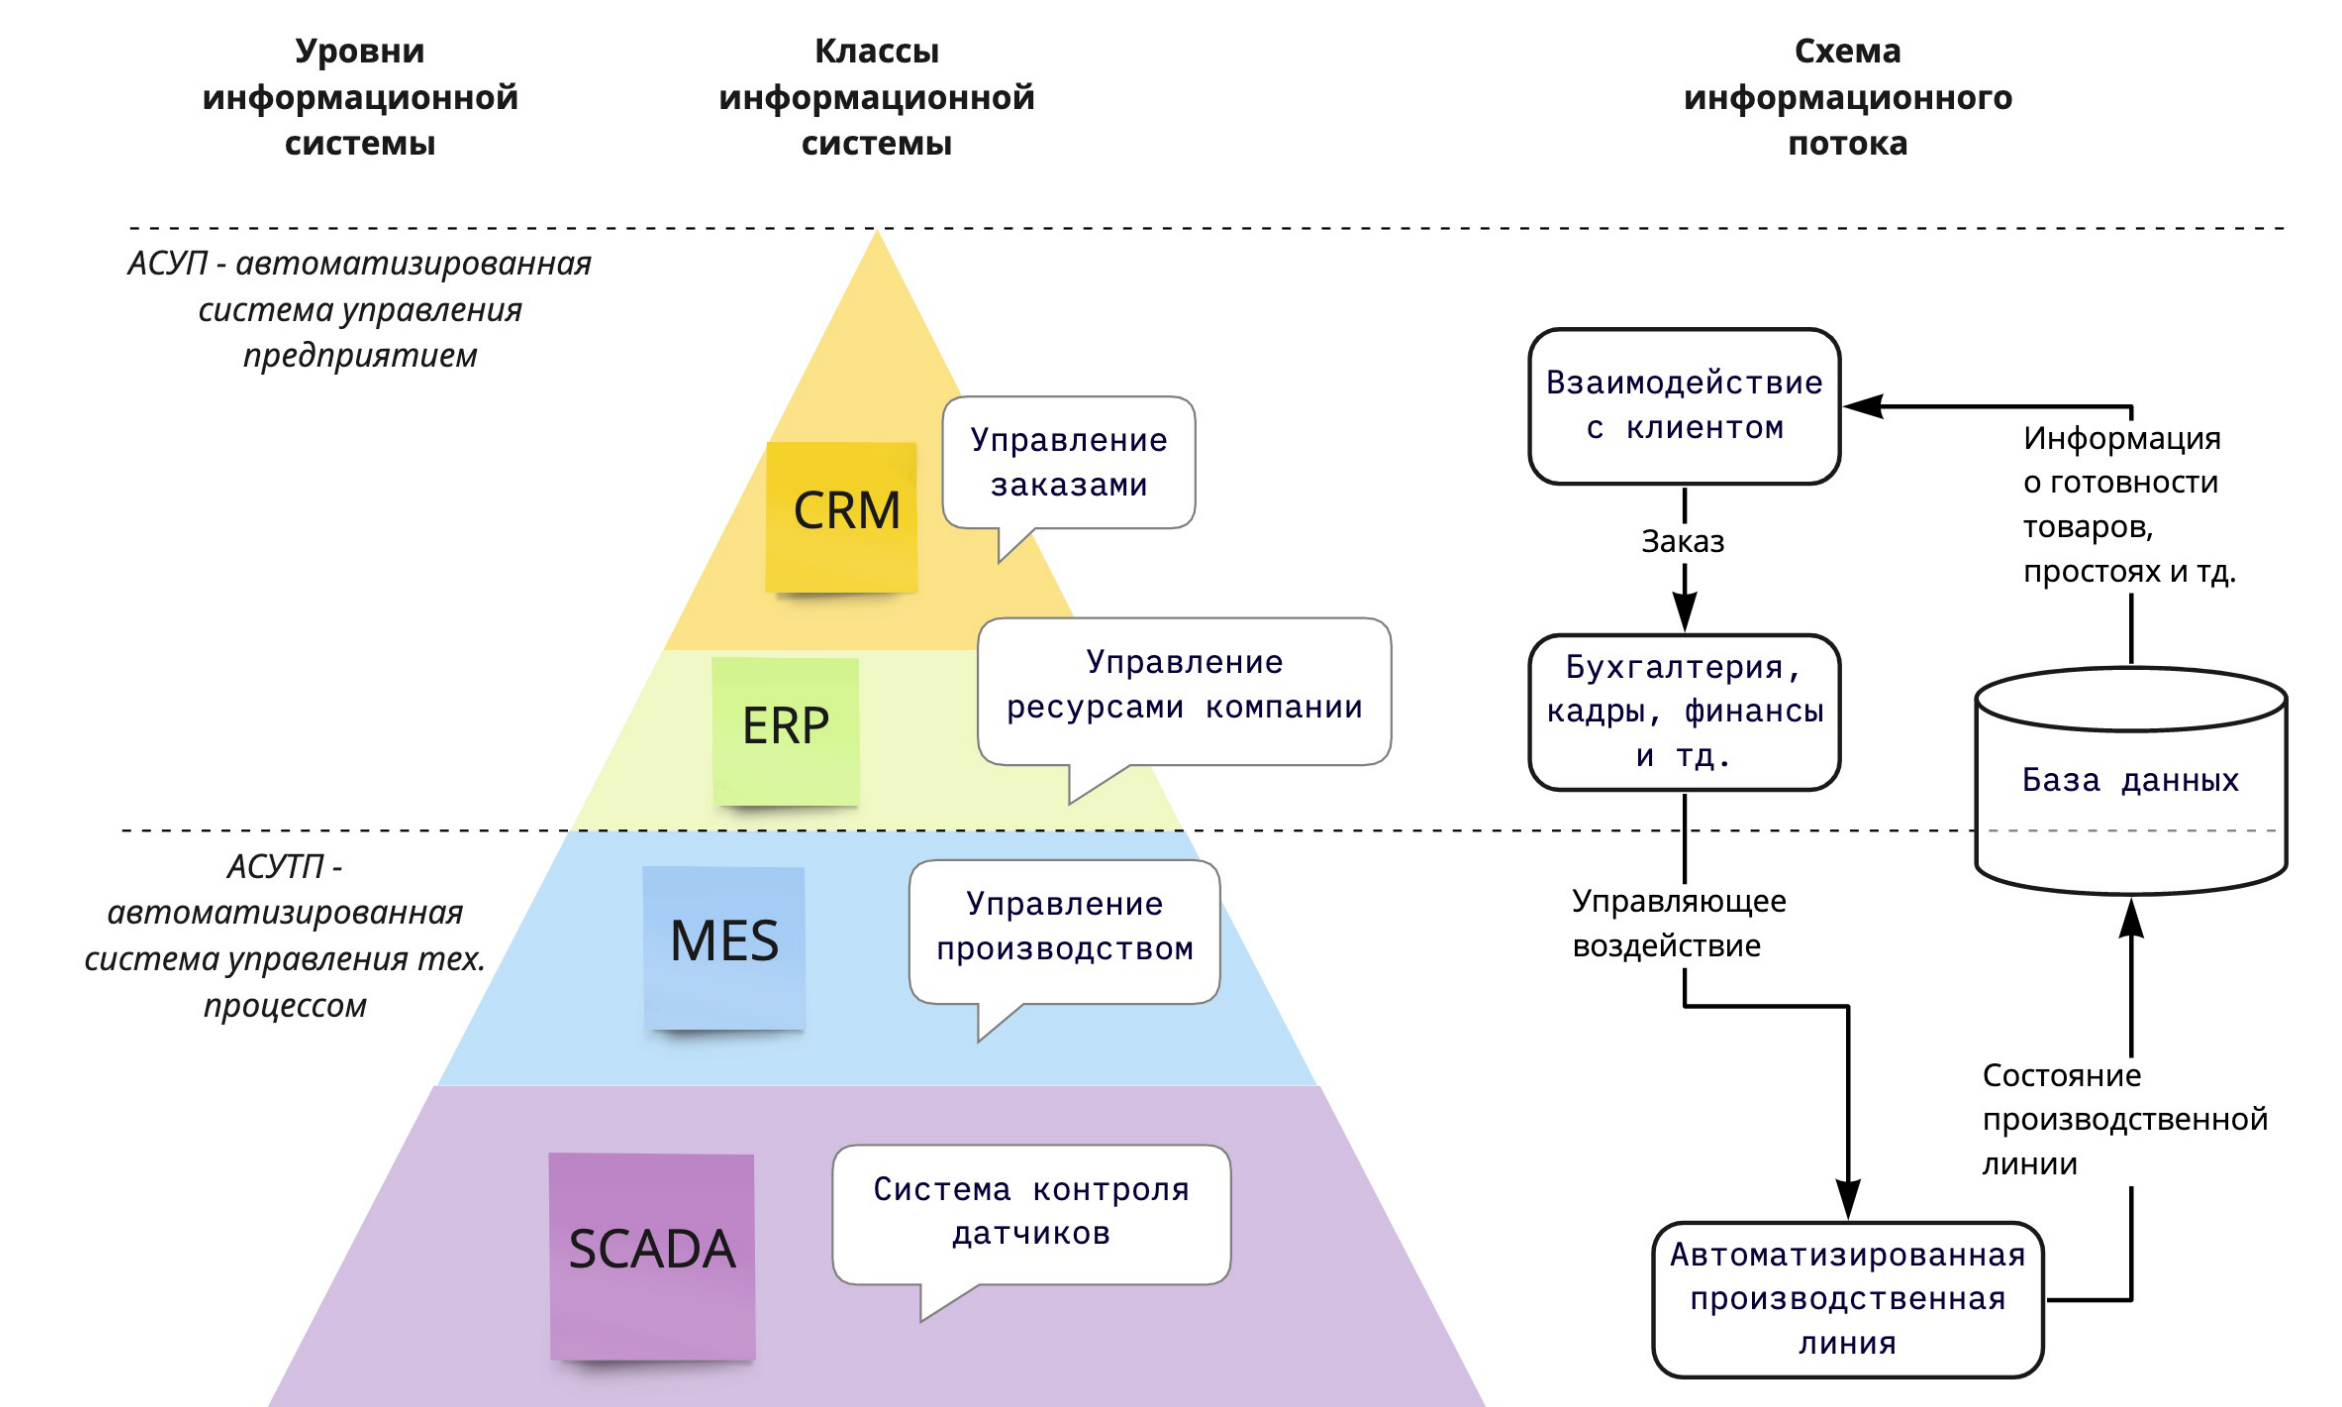 Уровни
информационной
системы
Классы
информационной
системы
Схема
информационного
потока
АСУП - автоматизированная
система управления
предприятием
CRM
Управление
заказами
ERP
Управление
ресурсами компании
АСУТП -
автоматизированная
система управления тех.
процессом
MES
Управление
производством
SCADA
Система контроля
датчиков
Взаимодействие
с клиентом
Заказ
Бухгалтерия,
кадры, финансы
и тд.
Управляющее
воздействие
Автоматизированная
производственная
линия
Состояние
производственной
линии
База данных
Информация
о готовности
товаров,
простоях и тд.